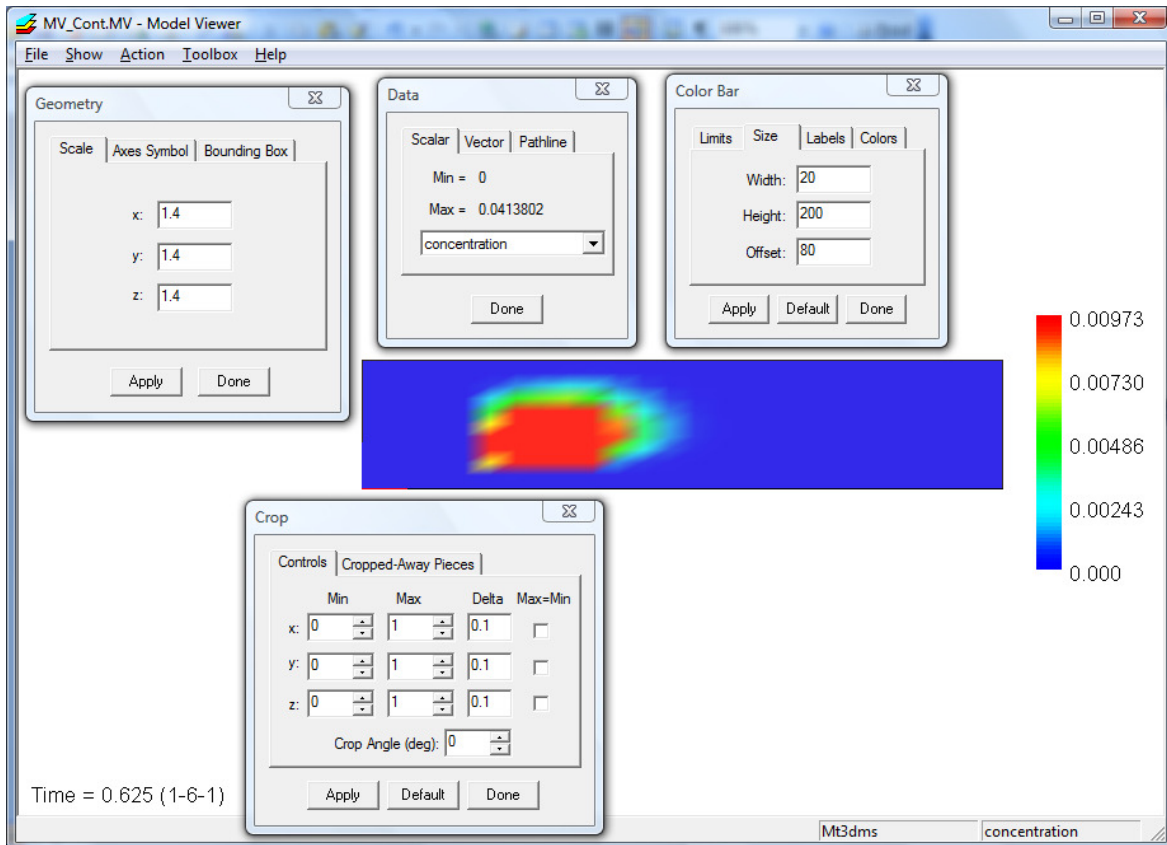 MV_Cont.MV - Model Viewer
File Show Action Toolbox Help
Geometry
Scale Axes Symbol Bounding Box
x: 1.4
y: 1.4
z: 1.4
Apply Done
Data
Scalar Vector Pathline
Min = 0
Max = 0.0413802
concentration
Done
Color Bar
Limits Size Labels Colors
Width: 20
Height: 200
Offset: 80
Apply Default Done
0.00973
0.00730
0.00486
0.00243
0.000
Crop
Controls Cropped-Away Pieces
Min Max Delta Max=Min
x: 0 1 0.1
y: 0 1 0.1
z: 0 1 0.1
Crop Angle (deg): 0
Apply Default Done
Time = 0.625 (1-6-1)
Mt3dms concentration